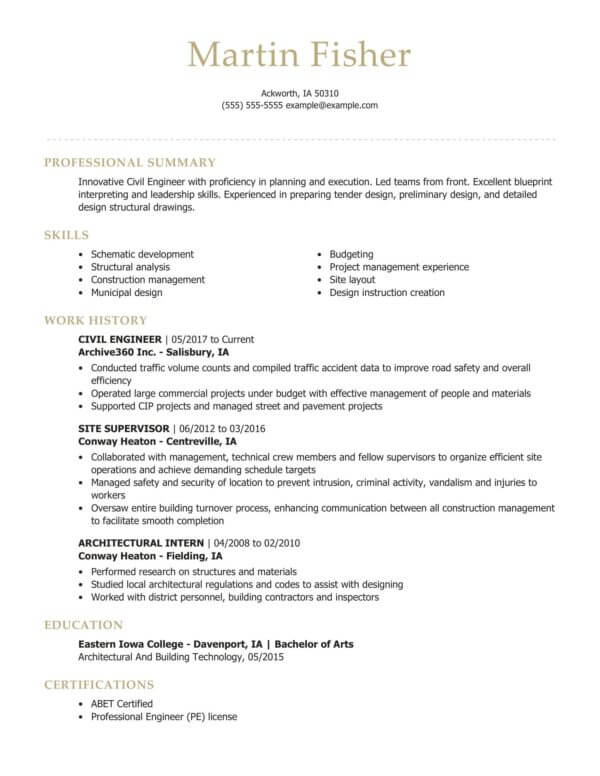 Martin Fisher
Ackworth, IA 50310
(555) 555-5555 example@example.com
PROFESSIONAL SUMMARY
Innovative Civil Engineer with proficiency in planning and execution. Led teams from front. Excellent blueprint
interpreting and leadership skills. Experienced in preparing tender design, preliminary design, and detailed
design structural drawings.
SKILLS
• Schematic development
• Structural analysis
• Construction management
• Municipal design
• Budgeting
• Project management experience
• Site layout
• Design instruction creation
WORK HISTORY
CIVIL ENGINEER | 05/2017 to Current
Archive360 Inc. - Salisbury, IA
• Conducted traffic volume counts and compiled traffic accident data to improve road safety and overall
efficiency
• Operated large commercial projects under budget with effective management of people and materials
• Supported CIP projects and managed street and pavement projects
SITE SUPERVISOR | 06/2012 to 03/2016
Conway Heaton - Centreville, IA
• Collaborated with management, technical crew members and fellow supervisors to organize efficient site
operations and achieve demanding schedule targets
• Managed safety and security of location to prevent intrusion, criminal activity, vandalism and injuries to
workers
• Oversaw entire building turnover process, enhancing communication between all construction management
to facilitate smooth completion
ARCHITECTURAL INTERN | 04/2008 to 02/2010
Conway Heaton - Fielding, IA
• Performed research on structures and materials
• Studied local architectural regulations and codes to assist with designing
• Worked with district personnel, building contractors and inspectors
EDUCATION
Eastern Iowa College - Davenport, IA | Bachelor of Arts
Architectural And Building Technology, 05/2015
CERTIFICATIONS
• ABET Certified
• Professional Engineer (PE) license